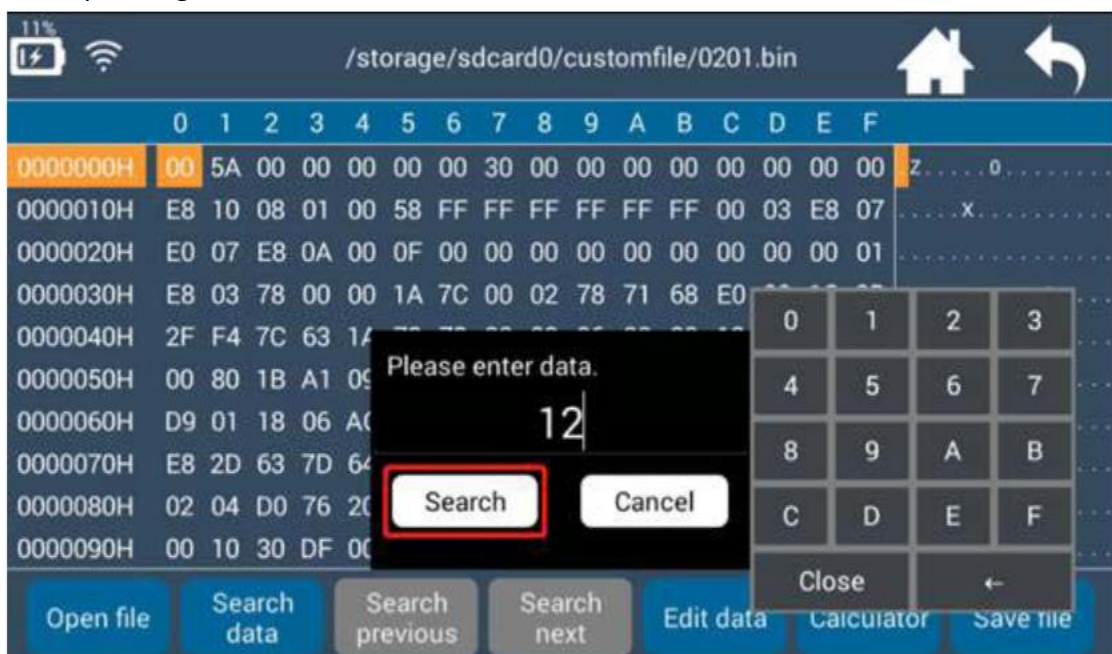 11%
/storage/sdcard0/customfile/0201.bin
0 1 2 3 4 5 6 7 8 9 A B C D E F
0000000H 00 5A 00 00 00 00 00 30 00 00 00 00 00 00 00 00 Z.....0........
0000010H E8 10 08 01 00 58 FF FF FF FF FF FF 00 03 E8 07 .....X..........
0000020H E0 07 E8 0A 00 0F 00 00 00 00 00 00 00 00 00 01 ................
0000030H E8 03 78 00 00 1A 7C 00 02 78 71 68 E0
0000040H 2F F4 7C 63 1A
0000050H 00 80 1B A1 09
0000060H D9 01 18 06
0000070H E8 2D 63 7D 64
0000080H 02 04 D0 76 20
0000090H 00 10 30 DF 00
Please enter data.
12
Search Cancel
0 1 2 3
4 5 6 7
8 9 A B
C D E F
Close ←
Open file Search data Search previous Search next Edit data Calculator Save file